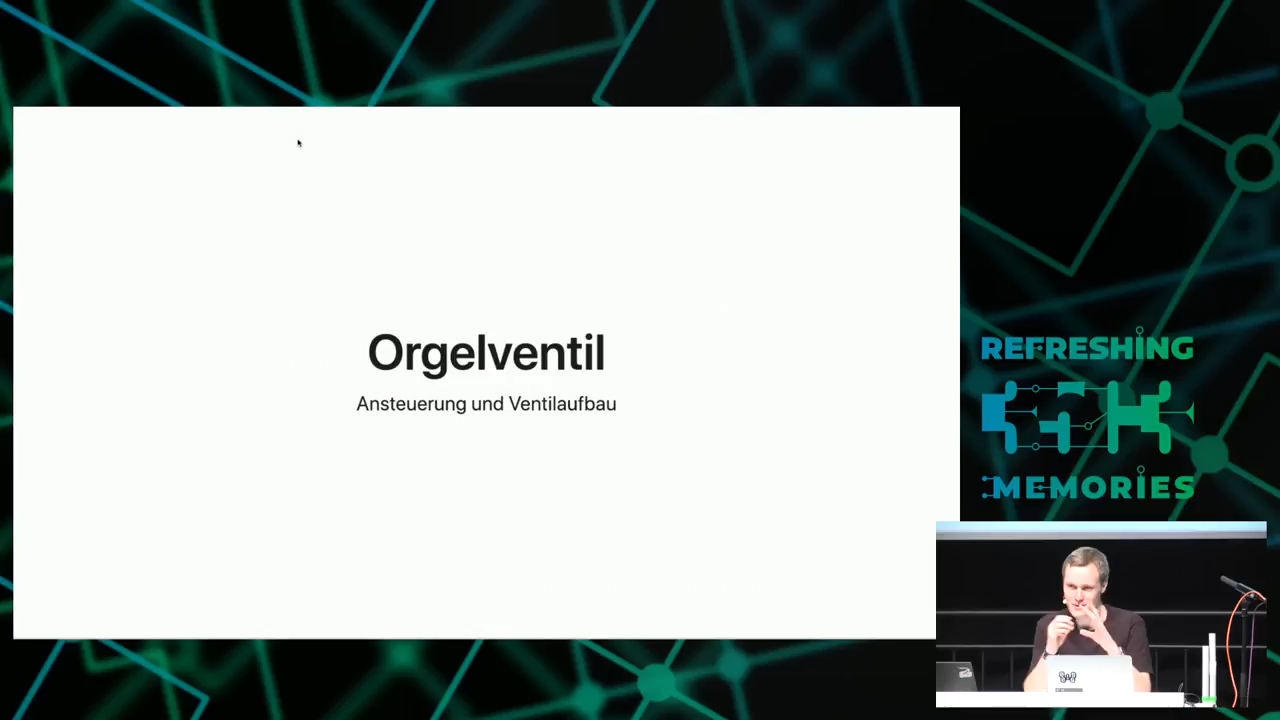 Orgelventil
Ansteuerung und Ventilaufbau
REFRESHING
MEMORIES